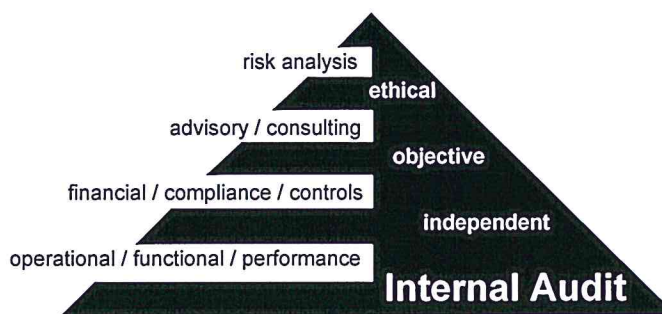 risk analysis
ethical
advisory / consulting
objective
financial / compliance / controls
independent
operational / functional / performance
Internal Audit